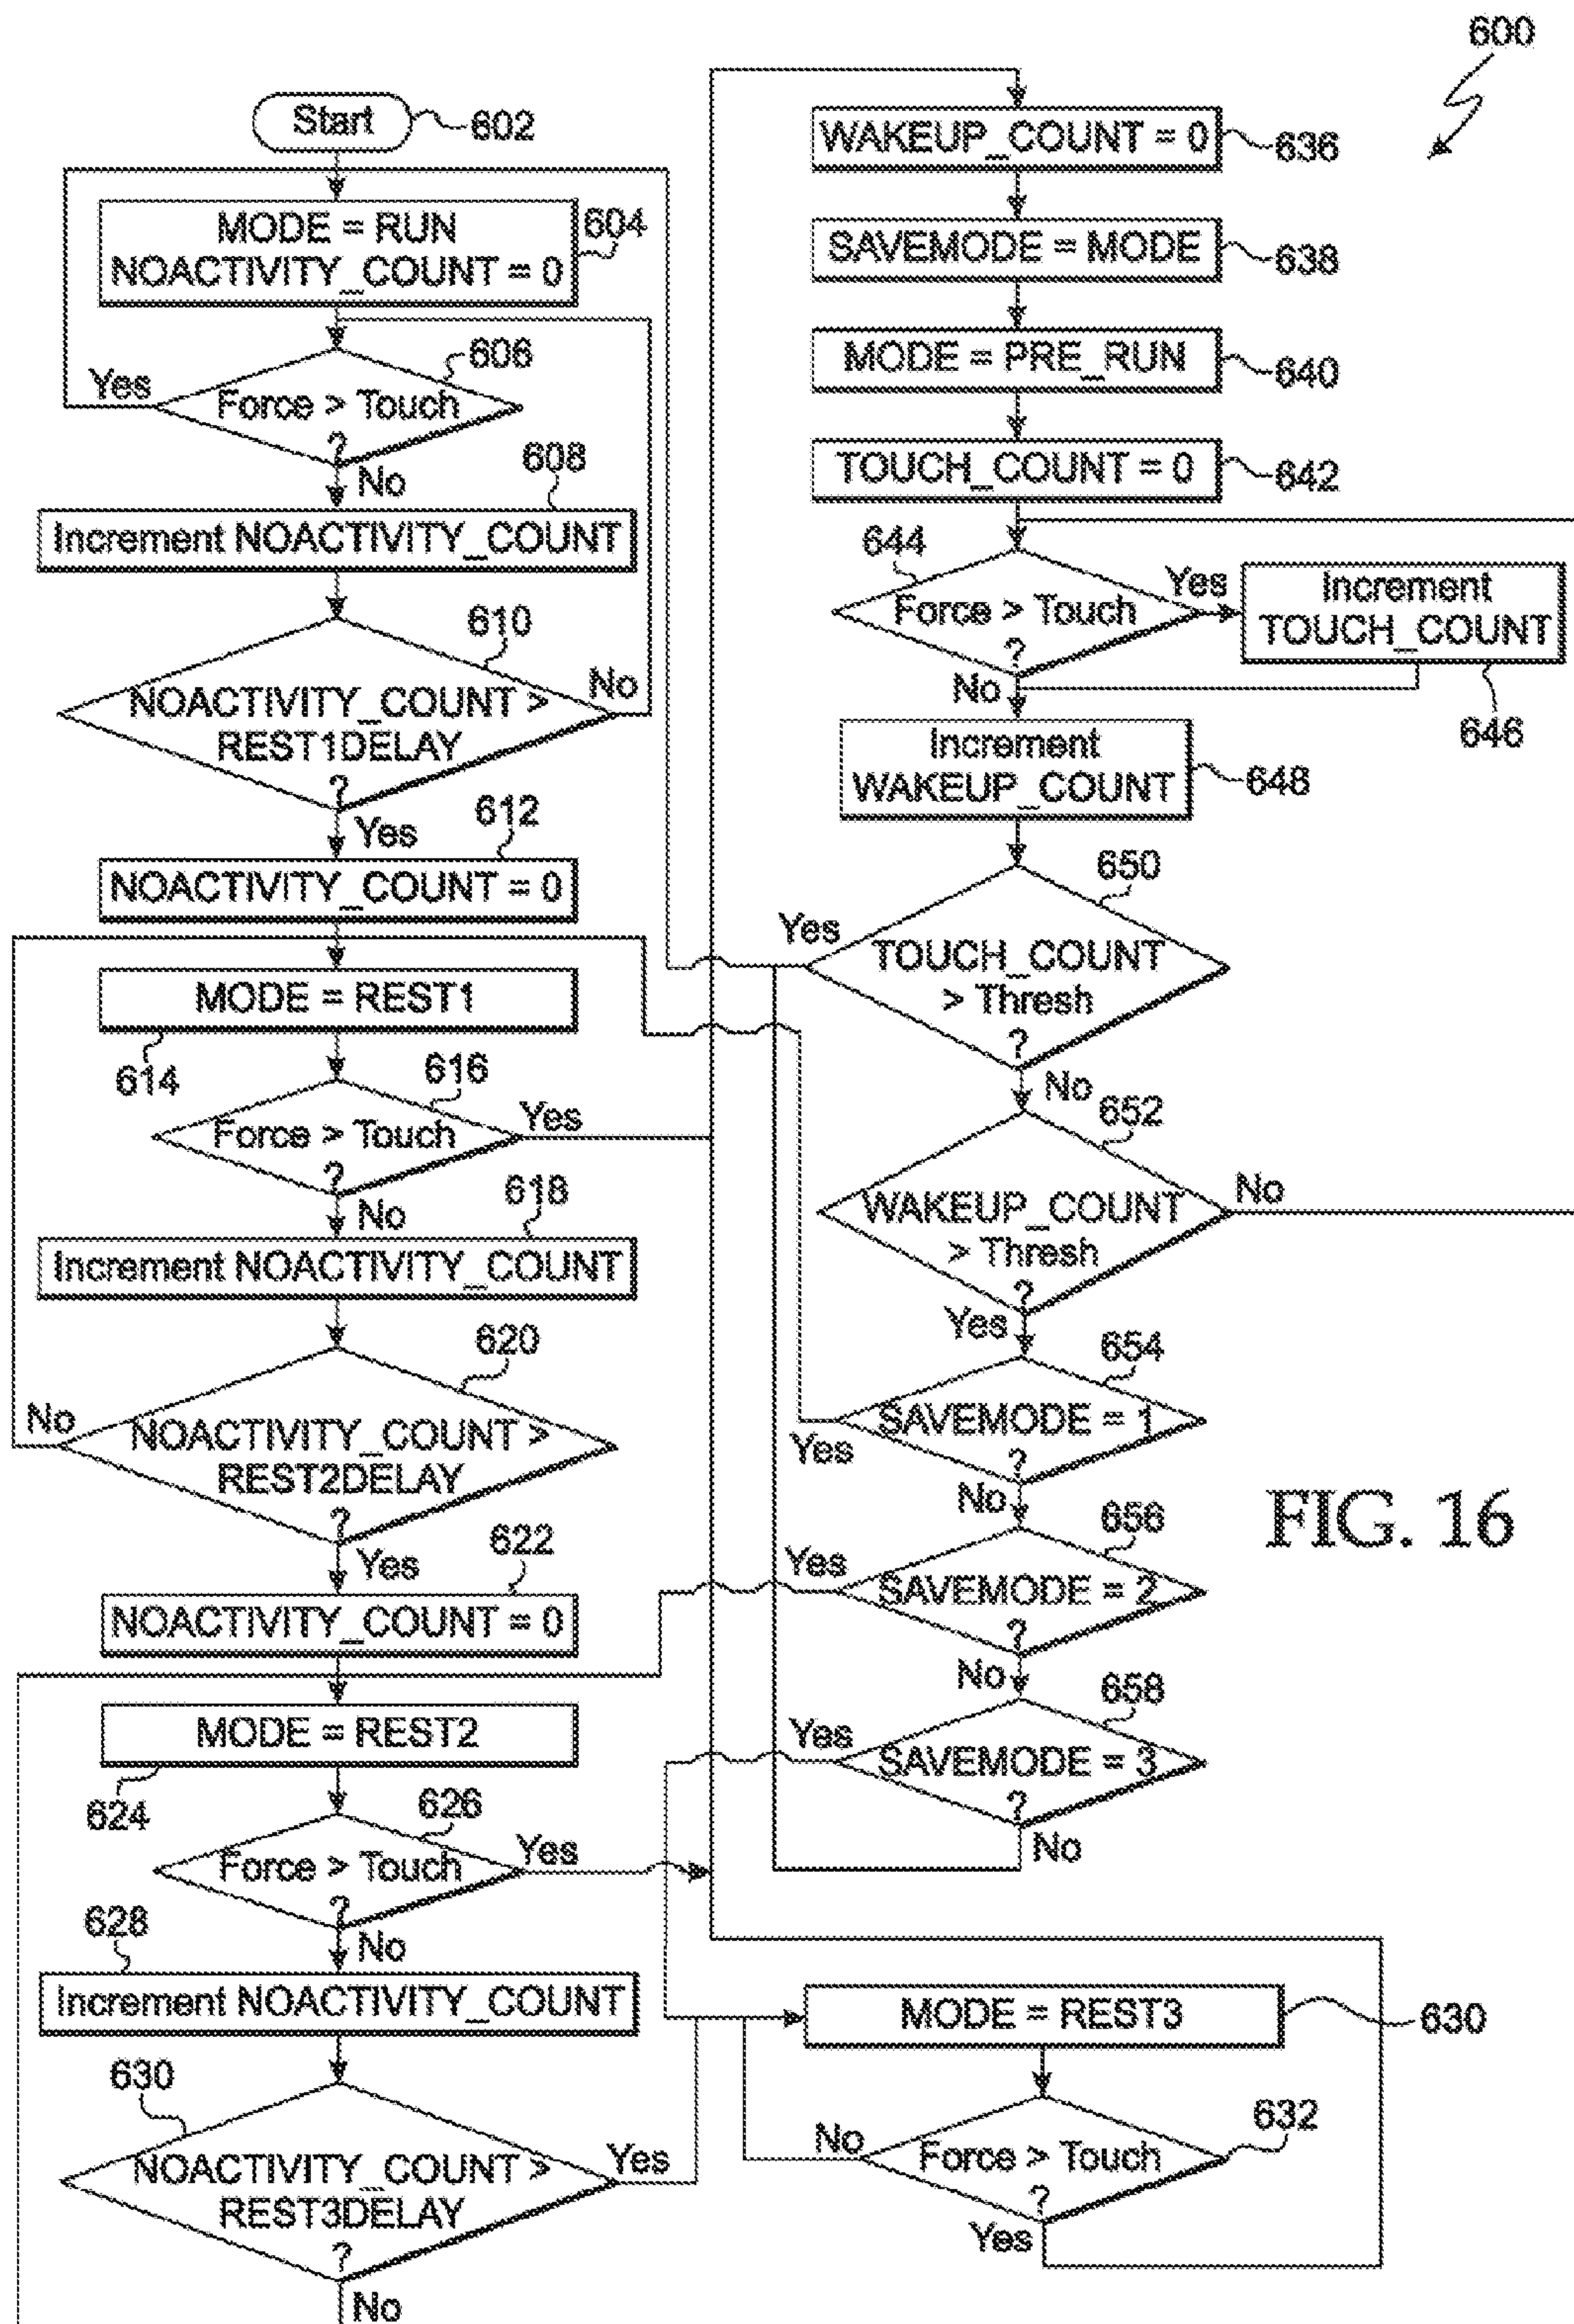 600
Start
602
MODE = RUN
NOACTIVITY_COUNT = 0
604
606
Yes
Force > Touch
?
No
608
Increment NOACTIVITY_COUNT
610
NOACTIVITY_COUNT >
REST1DELAY
?
No
Yes
612
NOACTIVITY_COUNT = 0
MODE = REST1
614
616
Force > Touch
?
Yes
No
618
Increment NOACTIVITY_COUNT
620
No
NOACTIVITY_COUNT >
REST2DELAY
?
Yes
622
NOACTIVITY_COUNT = 0
MODE = REST2
624
626
Force > Touch
?
Yes
No
628
Increment NOACTIVITY_COUNT
630
NOACTIVITY_COUNT >
REST3DELAY
?
Yes
No
WAKEUP_COUNT = 0
636
SAVEMODE = MODE
638
MODE = PRE_RUN
640
TOUCH_COUNT = 0
642
644
Force > Touch
?
Yes
Increment
TOUCH_COUNT
646
No
Increment
WAKEUP_COUNT
648
650
Yes
TOUCH_COUNT
> Thresh
?
No
652
WAKEUP_COUNT
> Thresh
?
No
Yes
654
SAVEMODE = 1
?
Yes
No
656
Yes
SAVEMODE = 2
?
No
658
Yes
SAVEMODE = 3
?
No
MODE = REST3
630
632
No
Force > Touch
?
Yes
FIG. 16